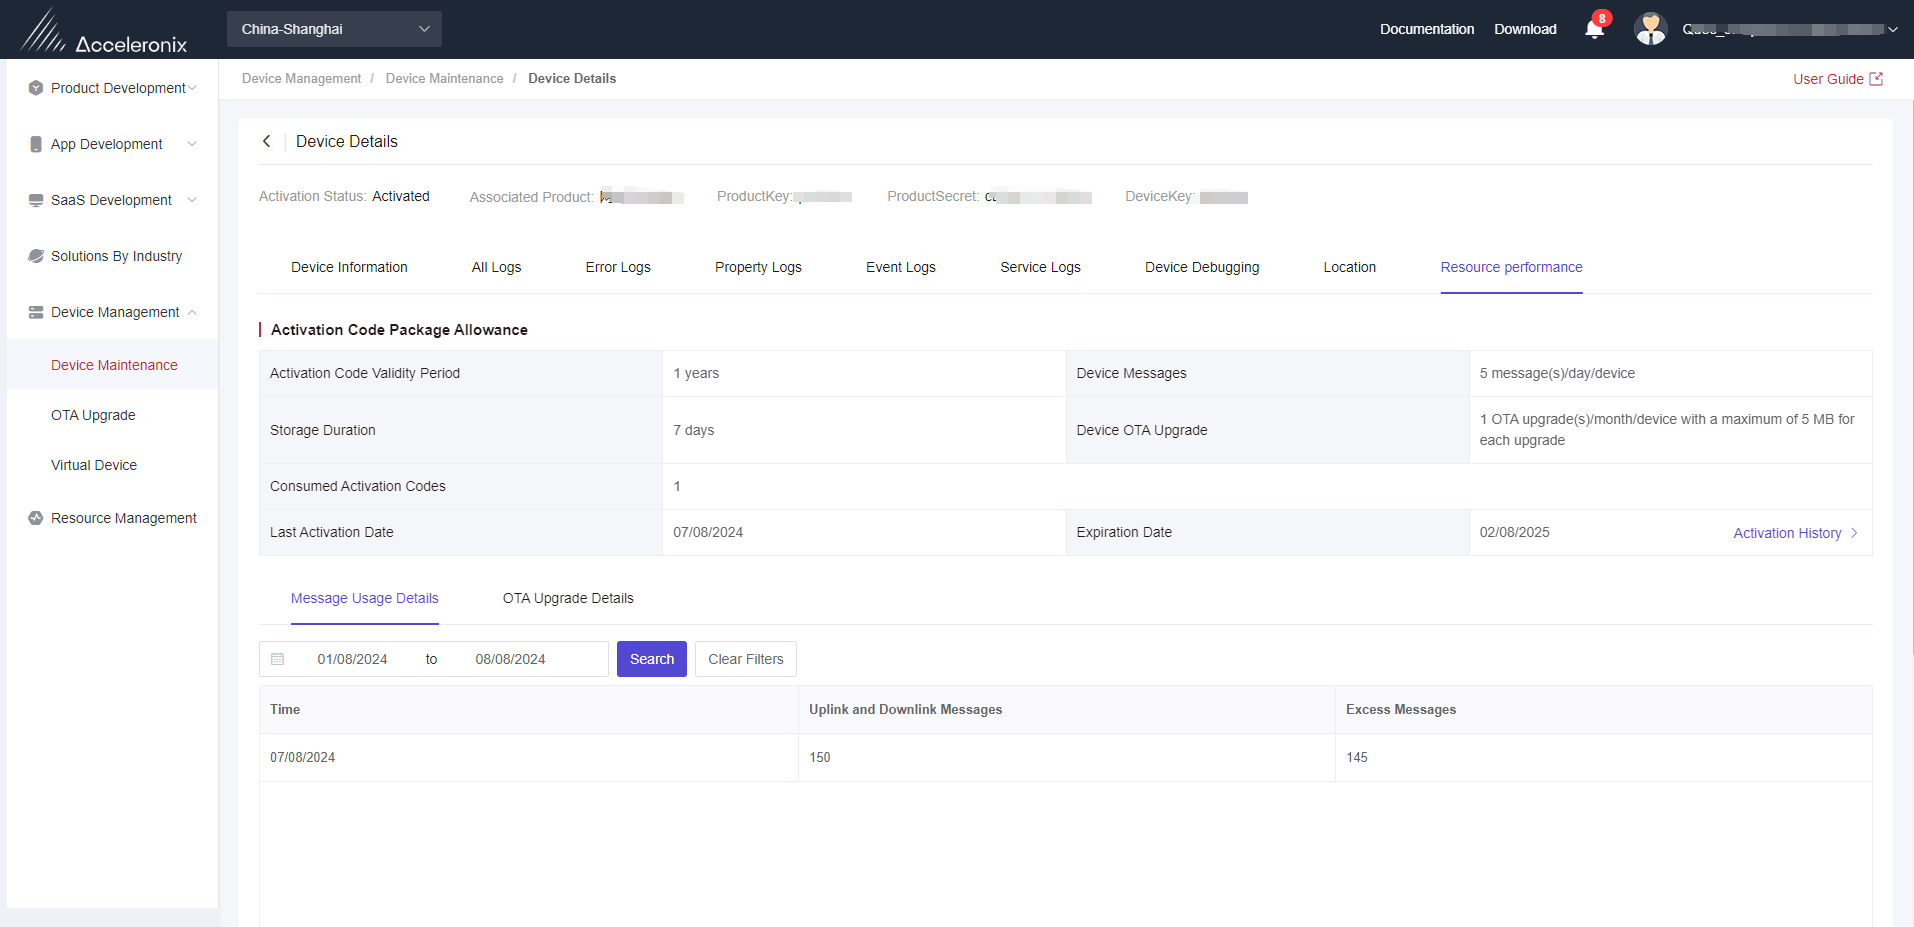 Acceleronix
China-Shanghai
Documentation
Download
8
Product Development
App Development
SaaS Development
Solutions By Industry
Device Management
Device Maintenance
OTA Upgrade
Virtual Device
Resource Management
Device Management / Device Maintenance / Device Details
User Guide
Device Details
Activation Status: Activated
Associated Product:
ProductKey:
ProductSecret:
DeviceKey:
Device Information
All Logs
Error Logs
Property Logs
Event Logs
Service Logs
Device Debugging
Location
Resource performance
Activation Code Package Allowance
Activation Code Validity Period
1 years
Device Messages
5 message(s)/day/device
Storage Duration
7 days
Device OTA Upgrade
1 OTA upgrade(s)/month/device with a maximum of 5 MB for
each upgrade
Consumed Activation Codes
1
Last Activation Date
07/08/2024
Expiration Date
02/08/2025
Activation History
Message Usage Details
OTA Upgrade Details
01/08/2024 to 08/08/2024
Search
Clear Filters
Time
Uplink and Downlink Messages
Excess Messages
07/08/2024
150
145